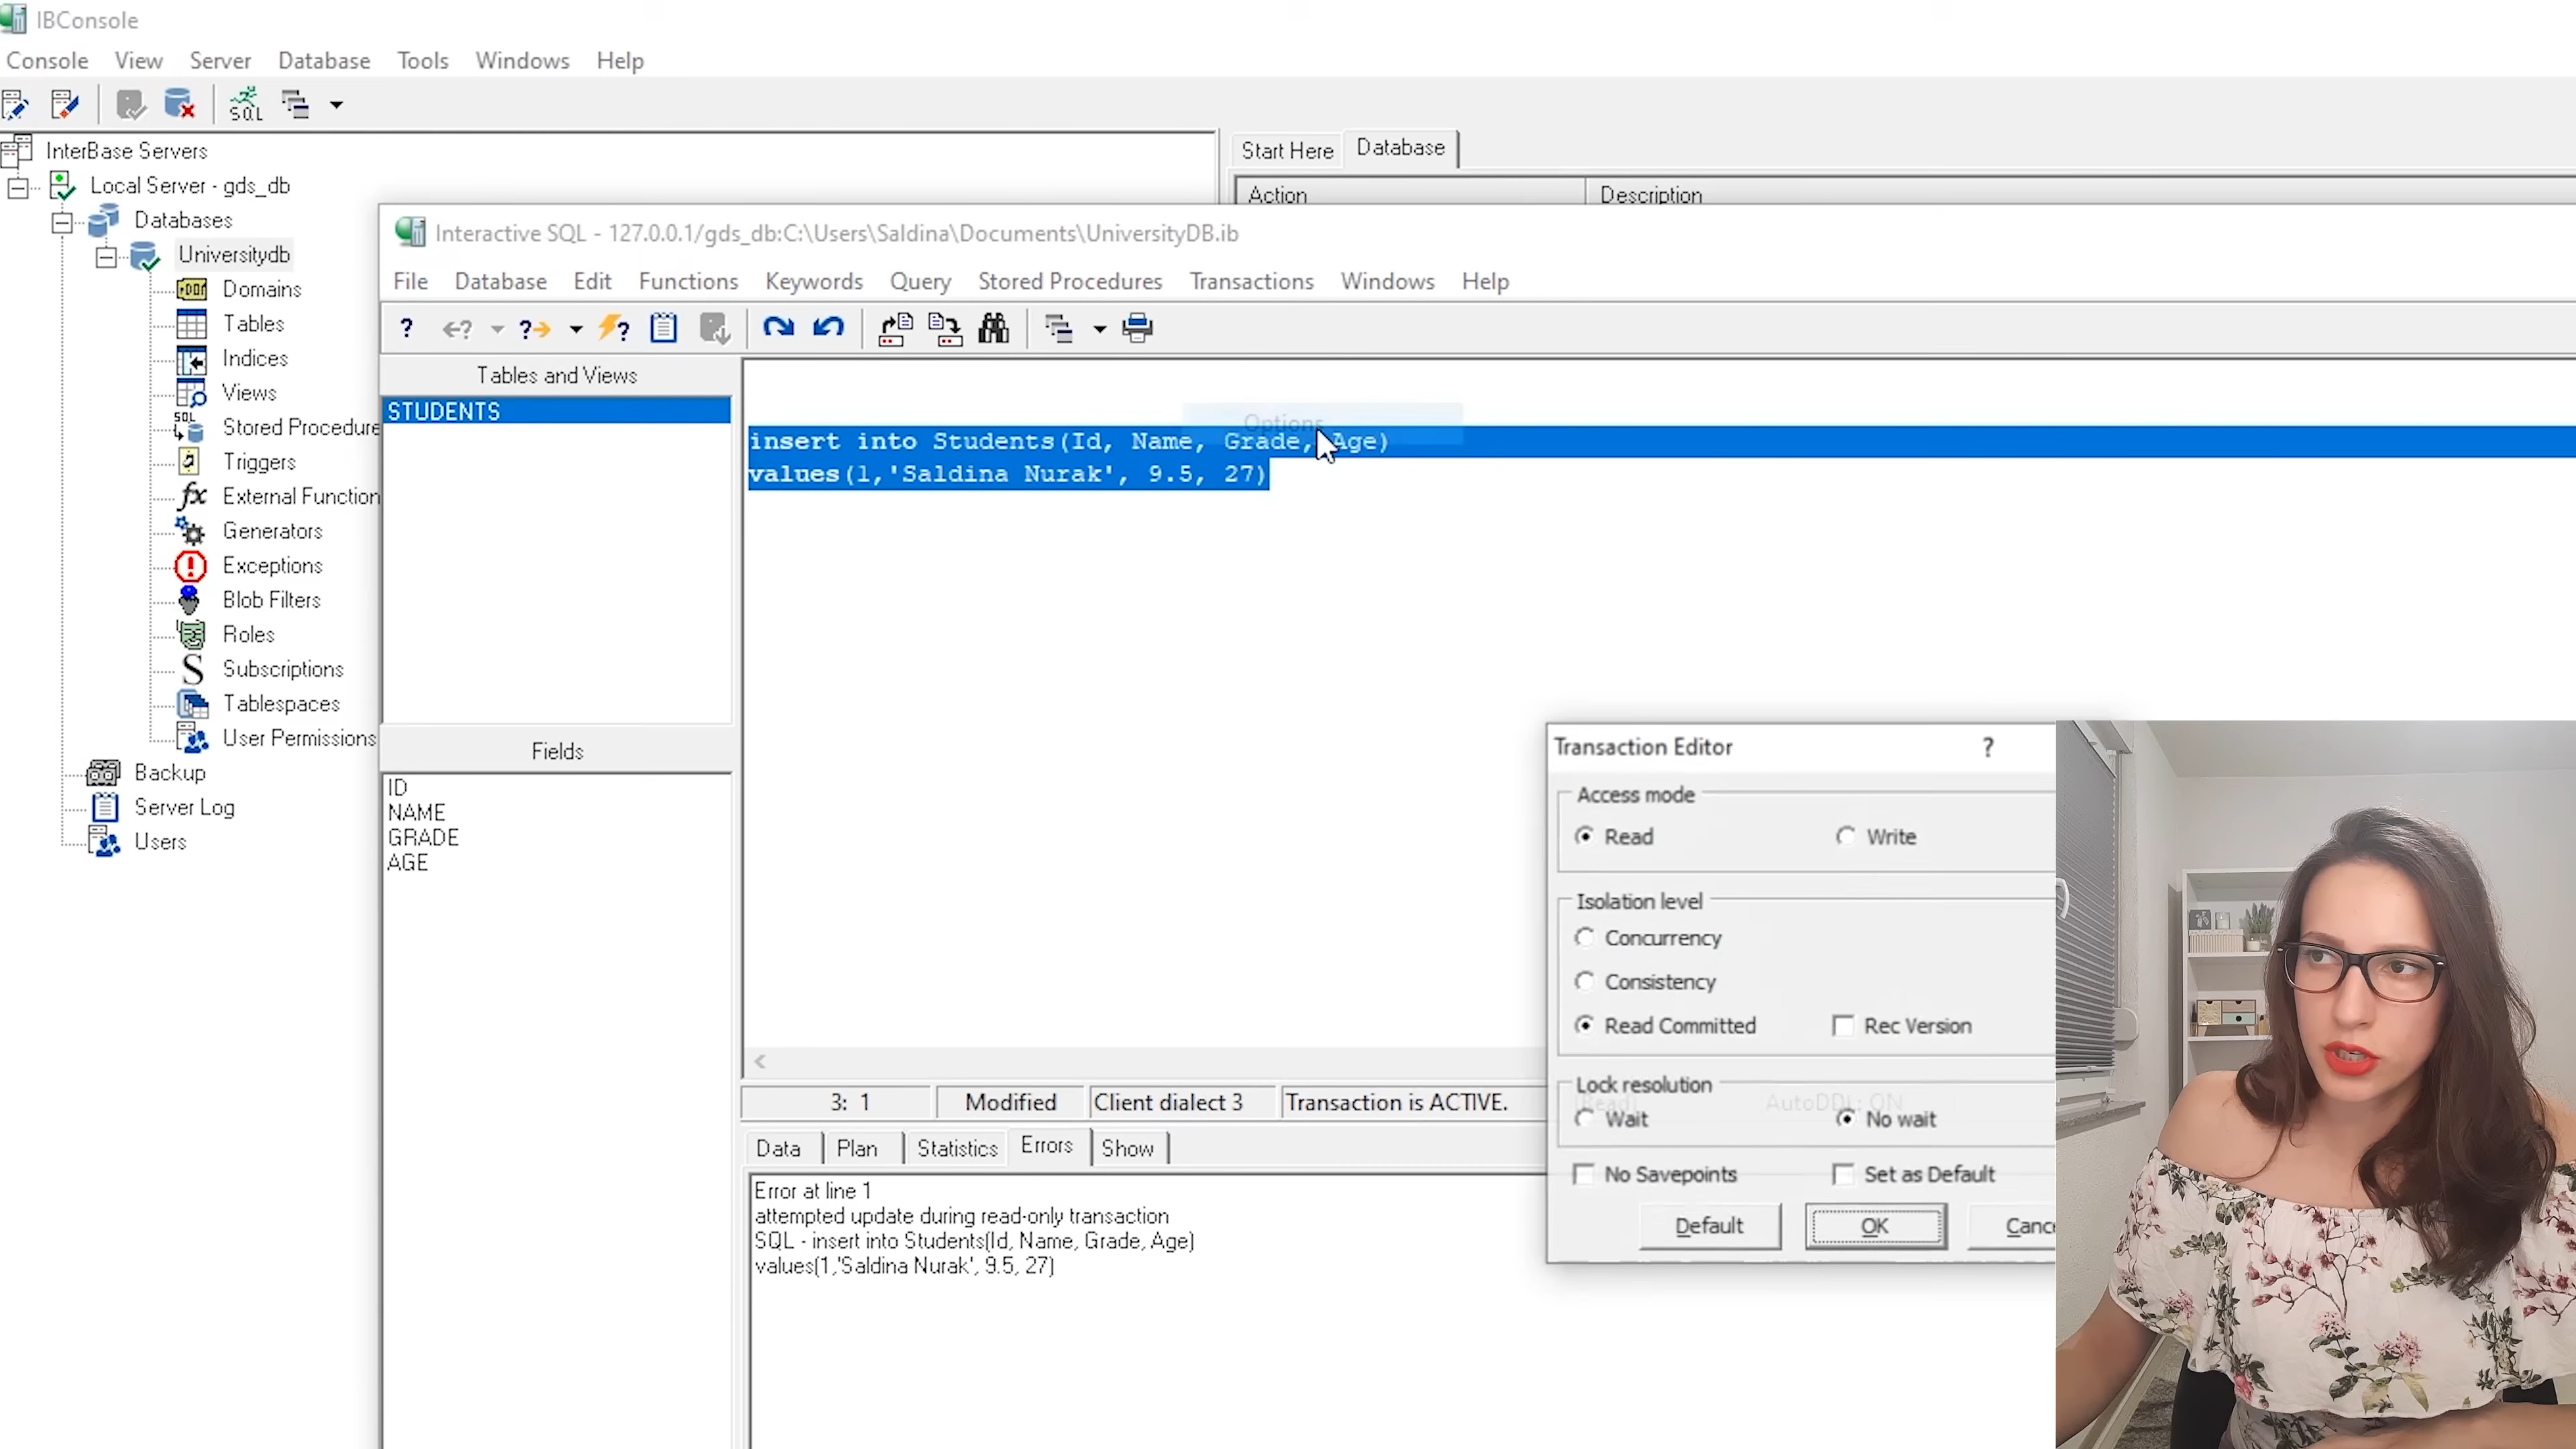 IBConsole
Console View Server Database Tools Windows Help
SQL
InterBase Servers
Local Server - gds_db
Databases
Universitydb
Domains
Tables
Indices
Views
Stored Procedure
Triggers
External Function
Generators
Exceptions
Blob Filters
Roles
Subscriptions
Tablespaces
User Permissions
Backup
Server Log
Users
Start Here Database
Action Description
Interactive SQL - 127.0.0.1/gds_db:C:\Users\Saldina\Documents\UniversityDB.ib
File Database Edit Functions Keywords Query Stored Procedures Transactions Windows Help
Tables and Views
STUDENTS
Fields
ID
NAME
GRADE
AGE
Options
insert into Students(Id, Name, Grade, Age)
values(1,'Saldina Nurak', 9.5, 27)
3: 1 Modified Client dialect 3 Transaction is ACTIVE. (Read) AutoDDL: ON
Data Plan Statistics Errors Show
Error at line 1
attempted update during read-only transaction
SQL - insert into Students(Id, Name, Grade, Age)
values(1,'Saldina Nurak', 9.5, 27)
Transaction Editor ?
Access mode
Read Write
Isolation level
Concurrency
Consistency
Read Committed Rec Version
Lock resolution
Wait No wait
No Savepoints Set as Default
Default OK Canc